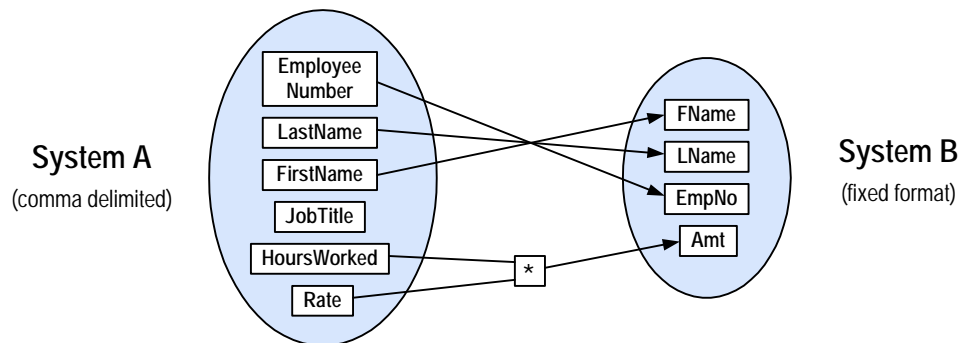 System A
(comma delimited)
Employee
Number
LastName
FirstName
JobTitle
HoursWorked
Rate
*
FName
LName
EmpNo
Amt
System B
(fixed format)